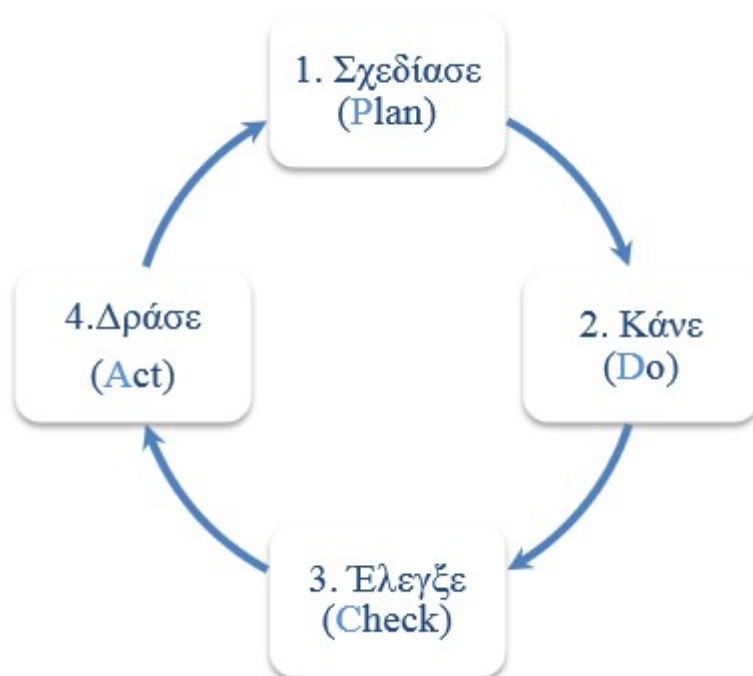 1. Σχεδίασε
(Plan)
2. Κάνε
(Do)
3. Έλεγξε
(Check)
4.Δράσε
(Act)